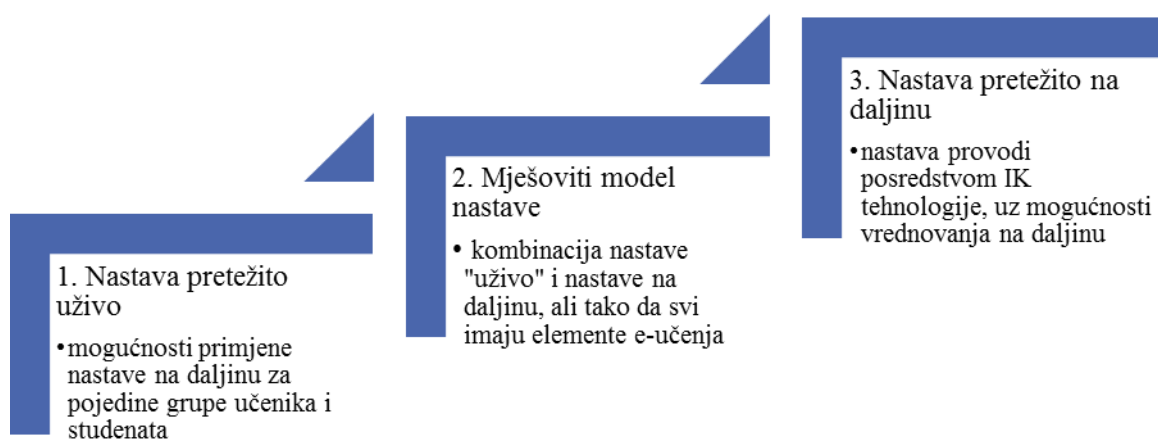 1. Nastava pretežito
uživo
•mogućnosti primjene
nastave na daljinu za
pojedine grupe učenika i
studenata
2. Mješoviti model
nastave
• kombinacija nastave
"uživo" i nastave na
daljinu, ali tako da svi
imaju elemente e-učenja
3. Nastava pretežito na
daljinu
•nastava provodi
posredstvom IK
tehnologije, uz mogućnosti
vrednovanja na daljinu